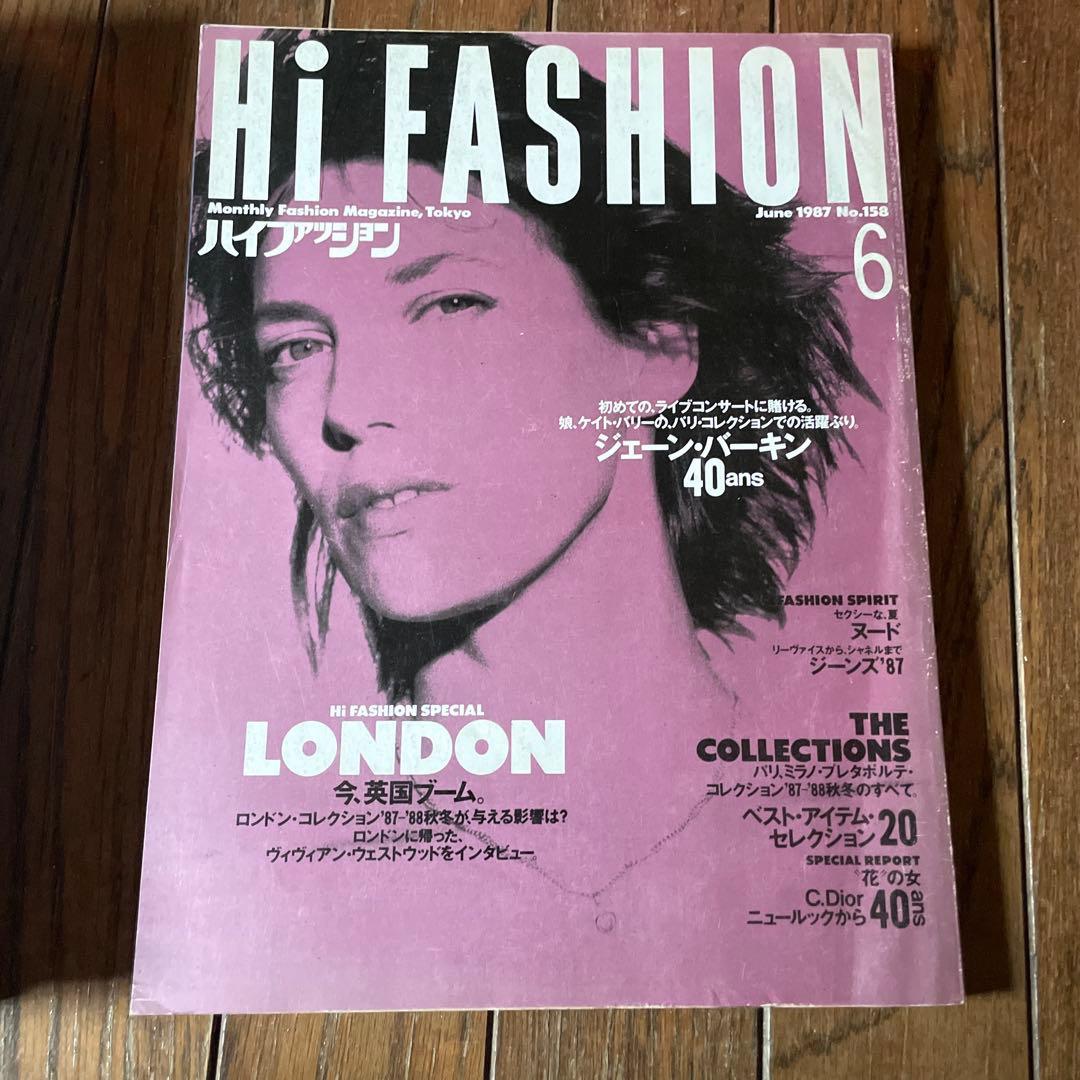 Hi FASHION
Monthly Fashion Magazine, Tokyo
June 1987 No.158
ハイファッション
6
初めての、ライブコンサートに賭ける。
娘、ケイト・バリーの、パリ・コレクションでの活躍ぶり。
ジェーン・バーキン
40ans
FASHION SPIRIT
セクシーな、夏
ヌード
リーヴァイスから、シャネルまで
ジーンズ'87
Hi FASHION SPECIAL
LONDON
今、英国ブーム。
ロンドン・コレクション'87-'88秋冬が、与える影響は?
ロンドンに帰った、
ヴィヴィアン・ウェストウッドをインタビュー
THE
COLLECTIONS
パリ、ミラノ・プレタポルテ・
コレクション'87-'88秋冬のすべて。
ベスト・アイテム・
セレクション20
SPECIAL REPORT
"花"の女
C.Dior
ニュールックから40ans